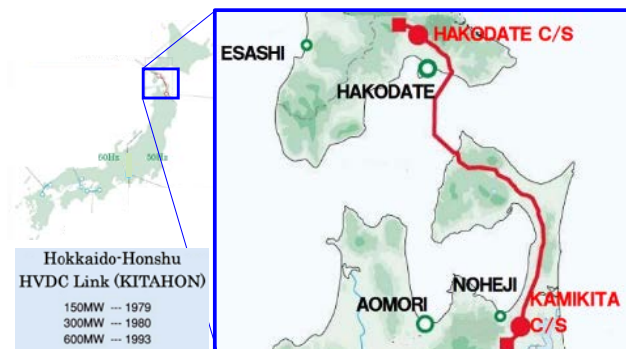 60Hz
50Hz
Hokkaido-Honshu
HVDC Link (KITAHON)
150MW --- 1979
300MW --- 1980
600MW --- 1993
ESASHI
HAKODATE C/S
HAKODATE
AOMORI
NOHEJI
KAMIKITA
C/S